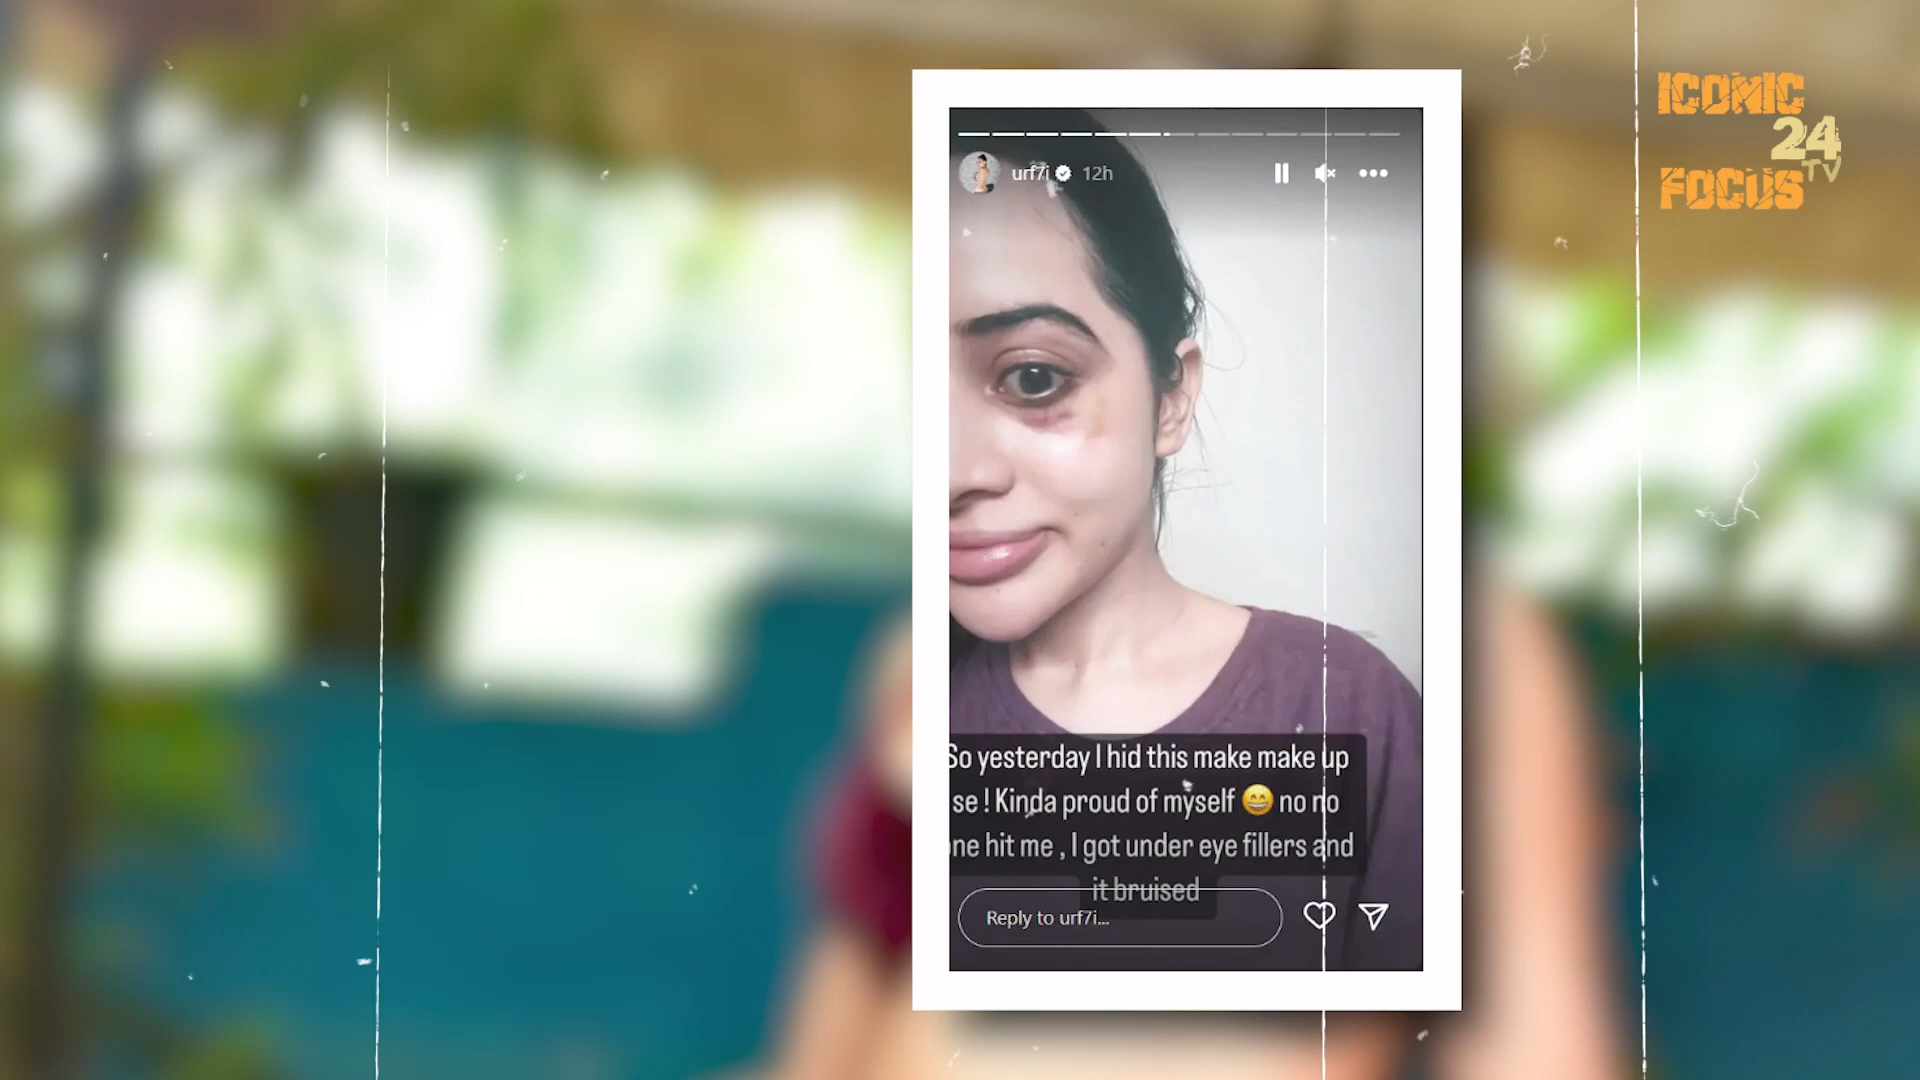 ICONIC
24
TV
FOCUS
urf7i 12h
So yesterday I hid this make make up
se ! Kinda proud of myself 😁 no no
one hit me , I got under eye fillers and
it bruised
Reply to urf7i...